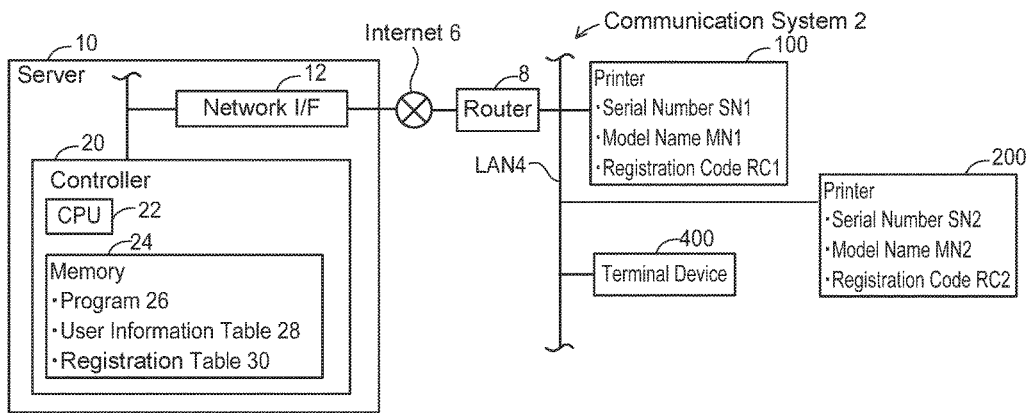 Communication System 2
Internet 6
10
Server
12
Network I/F
8
Router
100
Printer
・Serial Number SN1
・Model Name MN1
・Registration Code RC1
LAN4
20
Controller
CPU
22
24
Memory
・Program 26
・User Information Table 28
・Registration Table 30
200
Printer
・Serial Number SN2
・Model Name MN2
・Registration Code RC2
400
Terminal Device